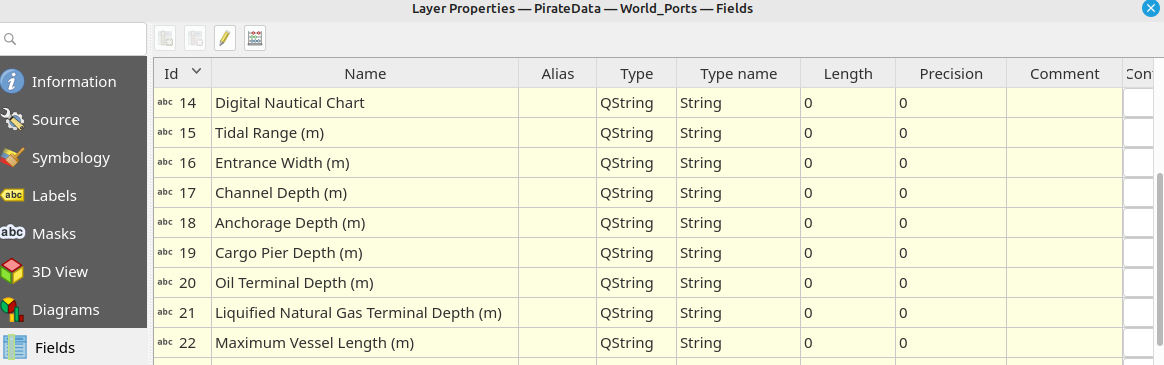 Layer Properties — PirateData — World_Ports — Fields
Id Name Alias Type Type name Length Precision Comment Con
abc 14 Digital Nautical Chart QString String 0 0
abc 15 Tidal Range (m) QString String 0 0
abc 16 Entrance Width (m) QString String 0 0
abc 17 Channel Depth (m) QString String 0 0
abc 18 Anchorage Depth (m) QString String 0 0
abc 19 Cargo Pier Depth (m) QString String 0 0
abc 20 Oil Terminal Depth (m) QString String 0 0
abc 21 Liquified Natural Gas Terminal Depth (m) QString String 0 0
abc 22 Maximum Vessel Length (m) QString String 0 0
Information
Source
Symbology
abc Labels
abc Masks
3D View
Diagrams
Fields